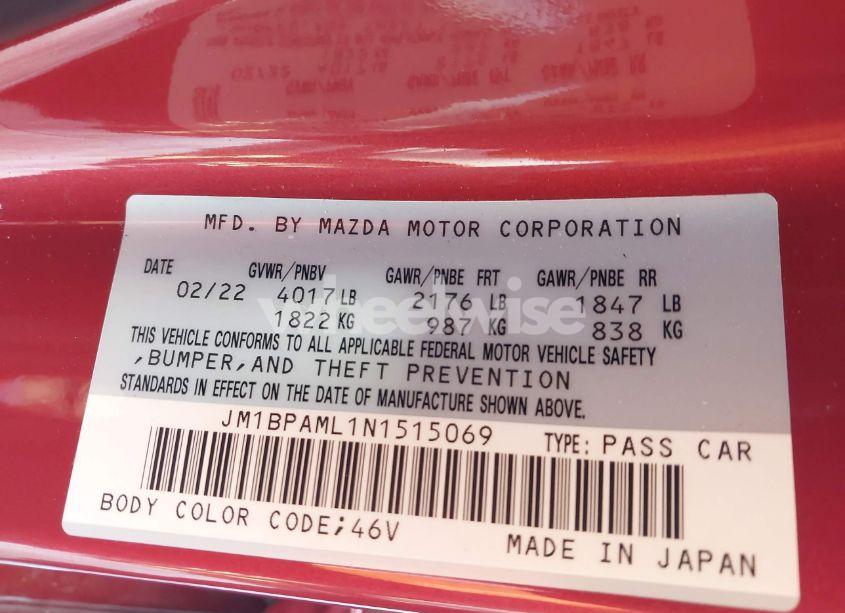 MFD. BY MAZDA MOTOR CORPORATION
DATE GVWR/PNBV GAWR/PNBE FRT GAWR/PNBE RR
02/22 4017 LB 2176 LB 1847 LB
1822 KG 987 KG 838 KG
THIS VEHICLE CONFORMS TO ALL APPLICABLE FEDERAL MOTOR VEHICLE SAFETY
,BUMPER,AND THEFT PREVENTION
STANDARDS IN EFFECT ON THE DATE OF MANUFACTURE SHOWN ABOVE.
JM1BPAML1N1515069 TYPE: PASS CAR
BODY COLOR CODE;46V
MADE IN JAPAN
wheelwise